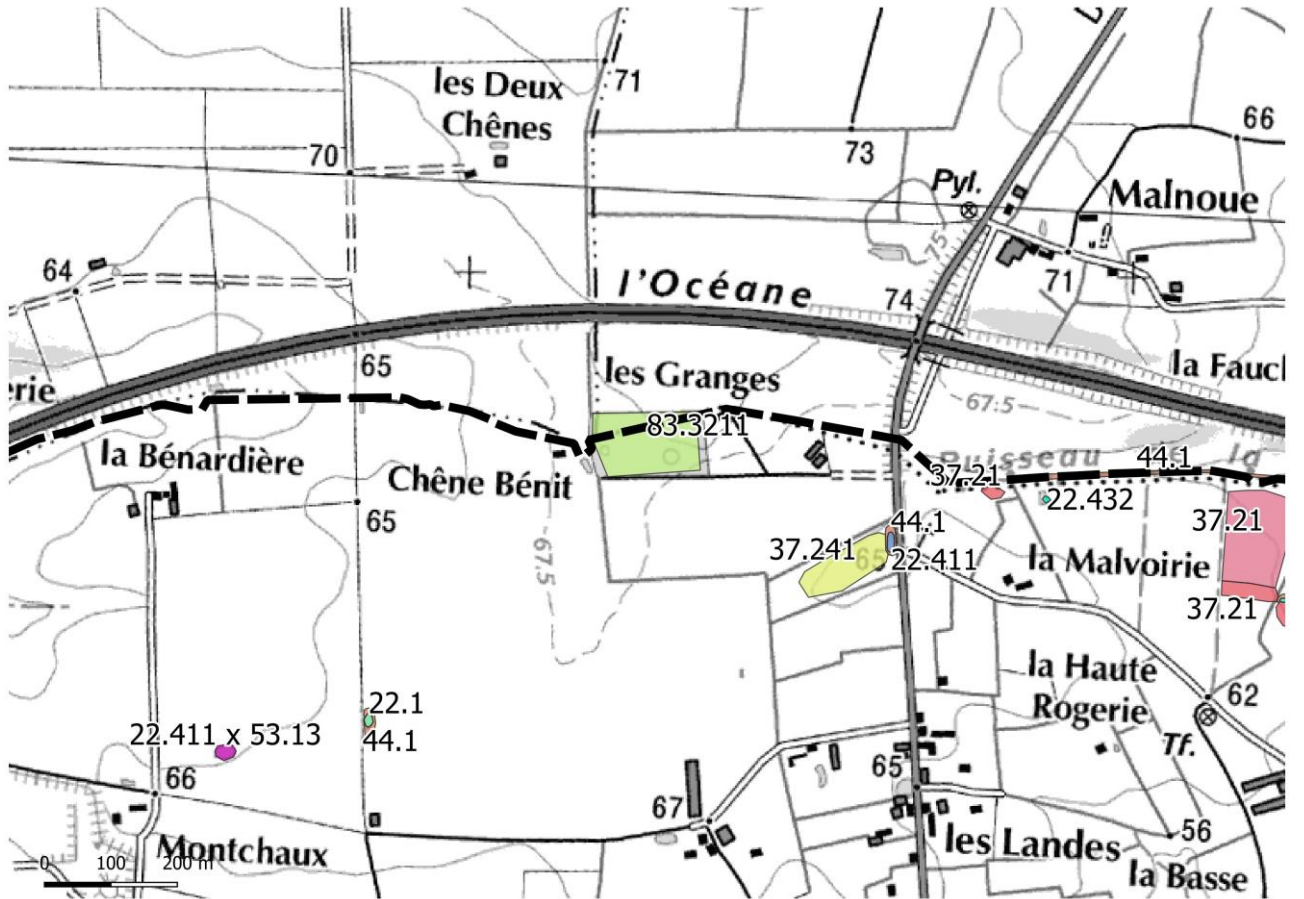 les Deux
Chênes
71
66
73
70
Pyl.
Malnoue
75
64
71
l'Océane
74
65
les Granges
la Fauch
erie
67.5
83.3211
la Bénardière
Chêne Bénit
Ruisseau
la
44.1
37.21
22.432
37.21
65
44.1
37.241
65
22.411
67.5
la Malvoirie
37.21
la Haute
Rogerie
62
22.1
22.411 x 53.13
44.1
Tf.
66
65
67
56
Montchaux
les Landes
la Basse
0 100 200 m